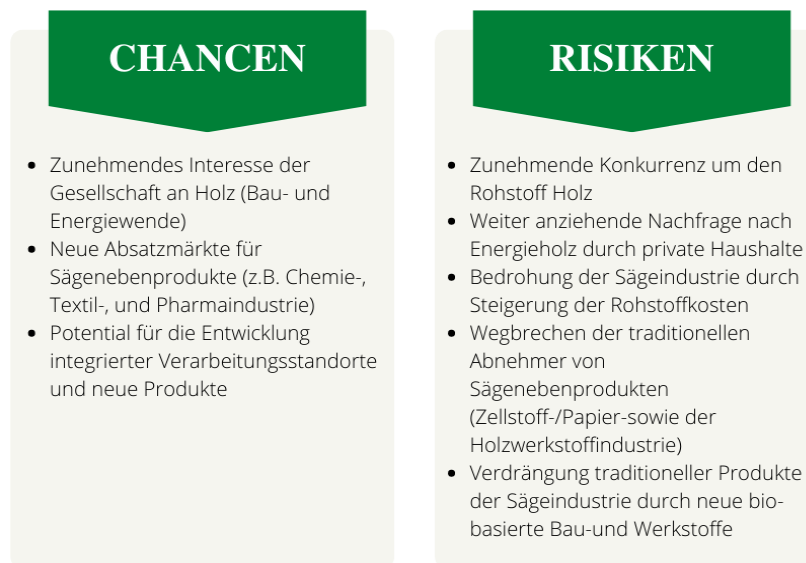 CHANCEN
• Zunehmendes Interesse der
Gesellschaft an Holz (Bau- und
Energiewende)
• Neue Absatzmärkte für
Sägenebenprodukte (z.B. Chemie-,
Textil-, und Pharmaindustrie)
• Potential für die Entwicklung
integrierter Verarbeitungsstandorte
und neue Produkte
RISIKEN
• Zunehmende Konkurrenz um den
Rohstoff Holz
• Weiter anziehende Nachfrage nach
Energieholz durch private Haushalte
• Bedrohung der Sägeindustrie durch
Steigerung der Rohstoffkosten
• Wegbrechen der traditionellen
Abnehmer von
Sägenebenprodukten
(Zellstoff-/Papier-sowie der
Holzwerkstoffindustrie)
• Verdrängung traditioneller Produkte
der Sägeindustrie durch neue bio-
basierte Bau-und Werkstoffe